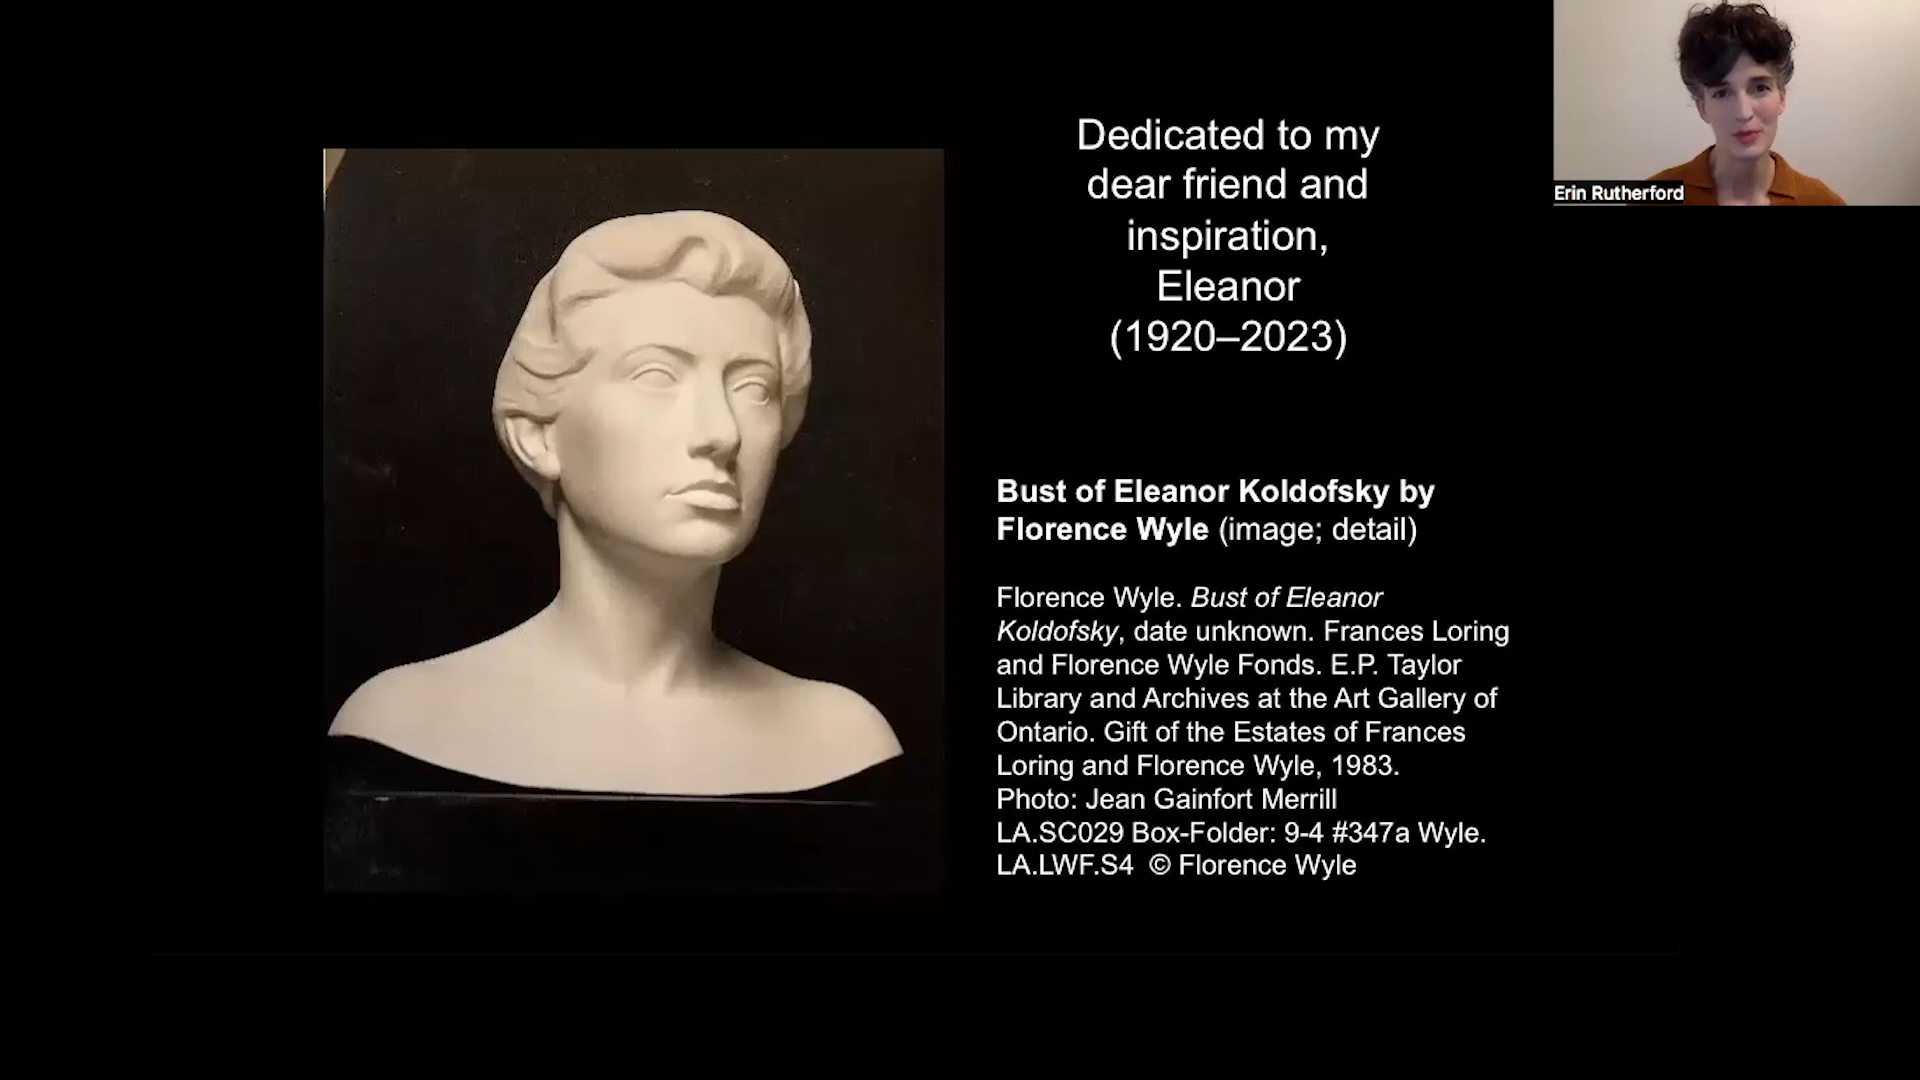 Dedicated to my
dear friend and
inspiration,
Eleanor
(1920–2023)
Erin Rutherford
Bust of Eleanor Koldofsky by
Florence Wyle (image; detail)
Florence Wyle. Bust of Eleanor
Koldofsky, date unknown. Frances Loring
and Florence Wyle Fonds. E.P. Taylor
Library and Archives at the Art Gallery of
Ontario. Gift of the Estates of Frances
Loring and Florence Wyle, 1983.
Photo: Jean Gainfort Merrill
LA.SC029 Box-Folder: 9-4 #347a Wyle.
LA.LWF.S4 © Florence Wyle